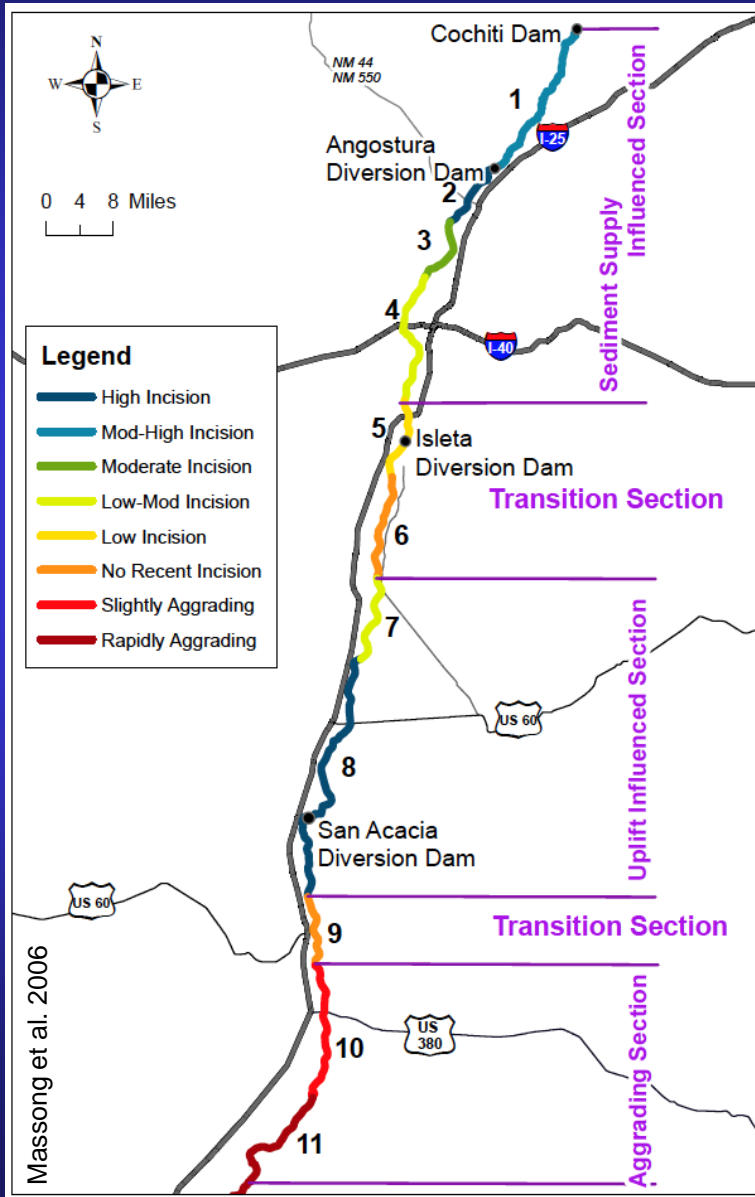 N
W
E
S
0 4 8 Miles
NM 44
NM 550
Cochiti Dam
1
I-25
Angostura
Diversion Dam
2
3
4
I-40
Sediment Supply
Influenced Section
Legend
High Incision
Mod-High Incision
Moderate Incision
Low-Mod Incision
Low Incision
No Recent Incision
Slightly Aggrading
Rapidly Aggrading
5
Isleta
Diversion Dam
Transition Section
6
7
US 60
8
Uplift Influenced Section
San Acacia
Diversion Dam
US 60
9
Transition Section
10
US
380
11
Aggrading Section
Massong et al. 2006